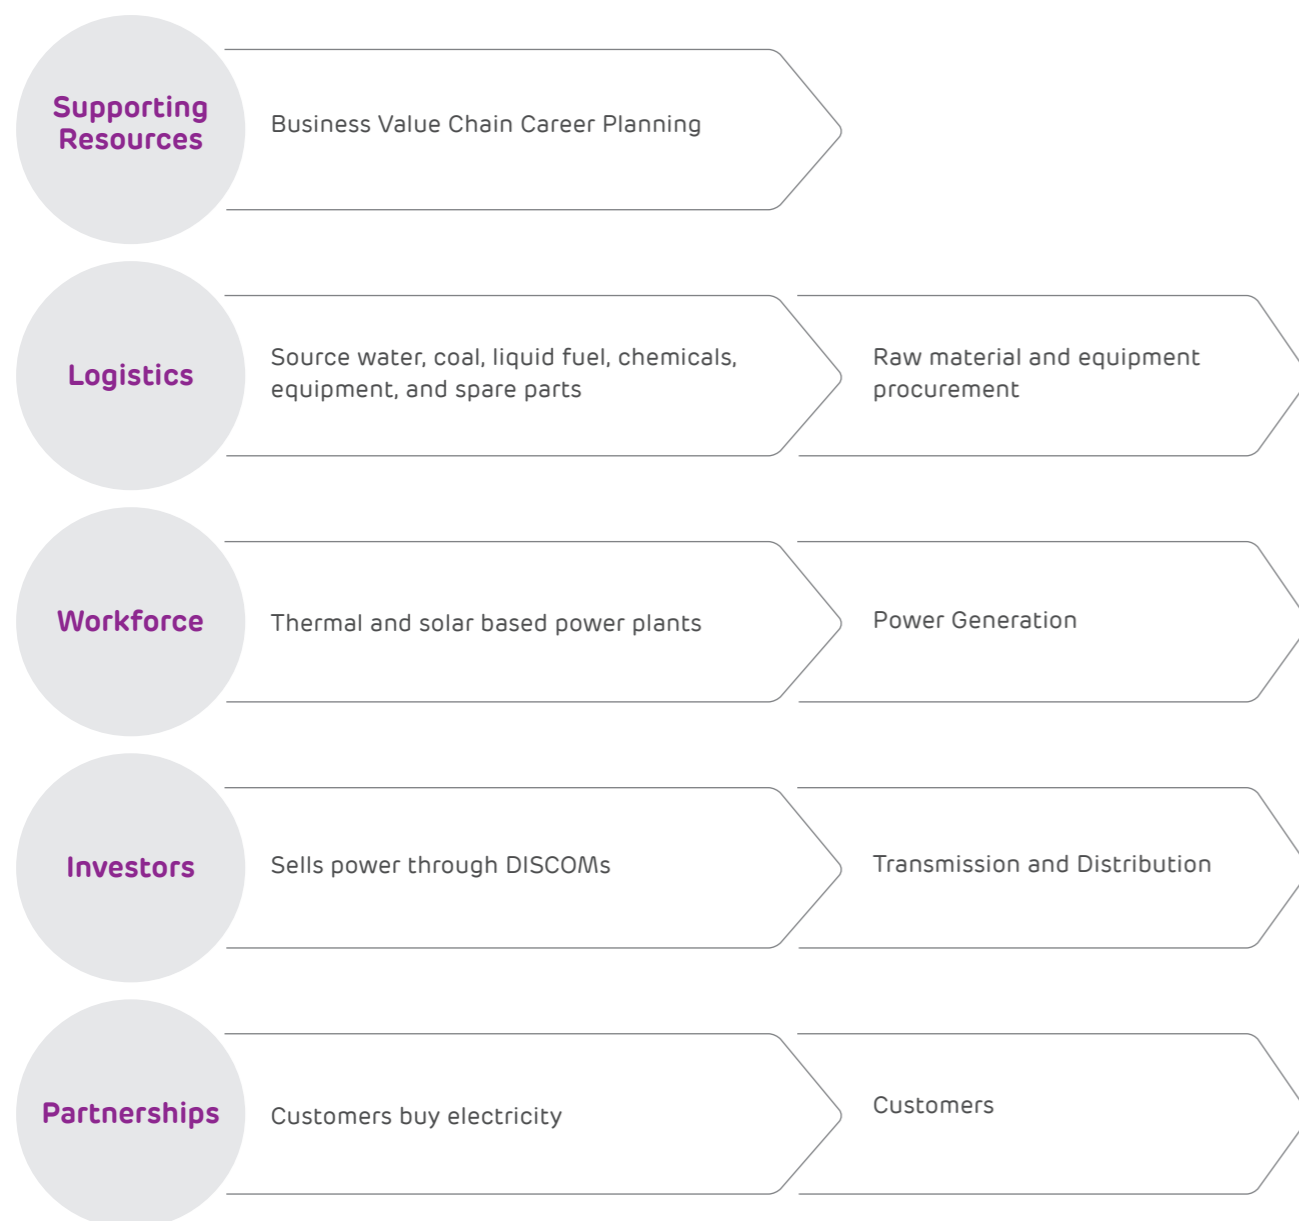 Supporting
Resources
Business Value Chain Career Planning
Logistics
Source water, coal, liquid fuel, chemicals,
equipment, and spare parts
Raw material and equipment
procurement
Workforce
Thermal and solar based power plants
Power Generation
Investors
Sells power through DISCOMs
Transmission and Distribution
Partnerships
Customers buy electricity
Customers